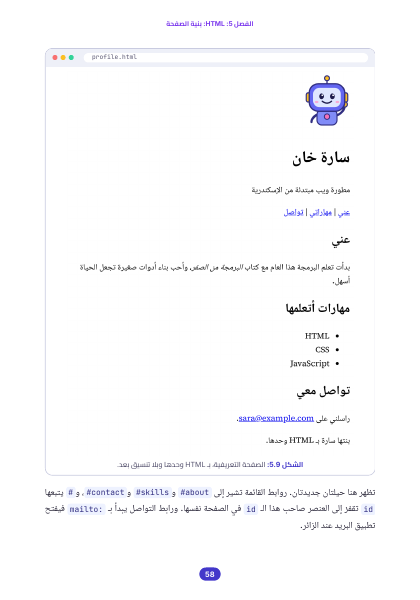 الفصل 5: HTML: بنية الصفحة
profile.html
سارة خان
مطورة ويب مبتدئة من الإسكندرية
عني | مهاراتي | تواصل
عني
بدأت تعلم البرمجة هذا العام مع كتاب البرمجة من الصفر، وأحب بناء أدوات صغيرة تجعل الحياة
أسهل.
مهارات أتعلمها
HTML
CSS
JavaScript
تواصل معي
راسلني على sara@example.com.
بنتها سارة بـ HTML وحدها.
الشكل 5.9: الصفحة التعريفية، بـ HTML وحدها وبلا تنسيق بعد.
تظهر هنا حيلتان جديدتان. روابط القائمة تشير إلى #about و #skills و #contact، و # يتبعها
id تقفز إلى العنصر صاحب هذا الـ id في الصفحة نفسها. ورابط التواصل يبدأ بـ mailto: فيفتح
تطبيق البريد عند الزائر.
58